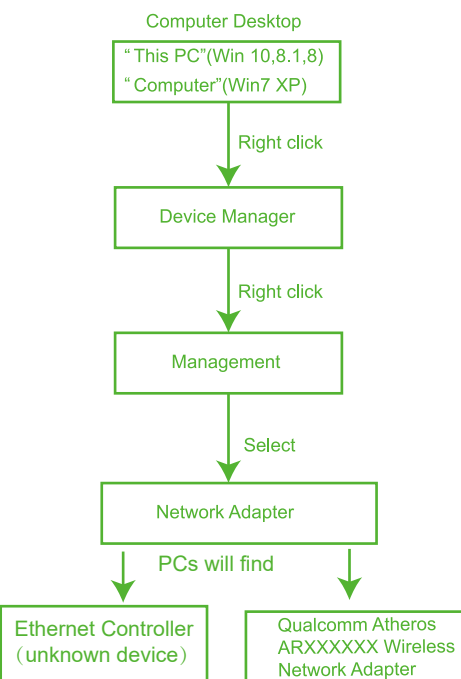 Computer Desktop
“This PC”(Win 10,8.1,8)
“Computer”(Win7 XP)
Right click
Device Manager
Right click
Management
Select
Network Adapter
PCs will find
Ethernet Controller
（unknown device）
Qualcomm Atheros
ARXXXXXX Wireless
Network Adapter